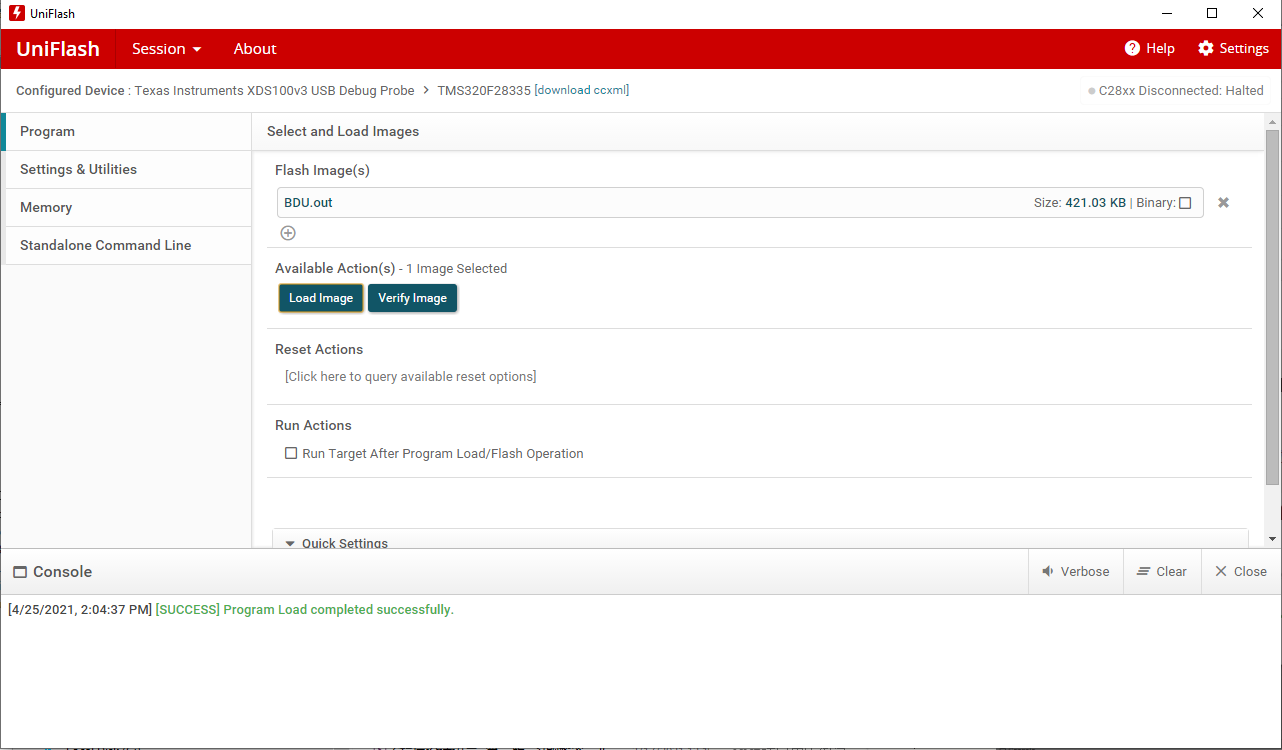 UniFlash
UniFlash Session About Help Settings
Configured Device : Texas Instruments XDS100v3 USB Debug Probe > TMS320F28335 [download ccxml] C28xx Disconnected: Halted
Program
Settings & Utilities
Memory
Standalone Command Line
Select and Load Images
Flash Image(s)
BDU.out Size: 421.03 KB | Binary:
Available Action(s) - 1 Image Selected
Load Image Verify Image
Reset Actions
[Click here to query available reset options]
Run Actions
Run Target After Program Load/Flash Operation
Quick Settings
Console Verbose Clear Close
[4/25/2021, 2:04:37 PM] [SUCCESS] Program Load completed successfully.